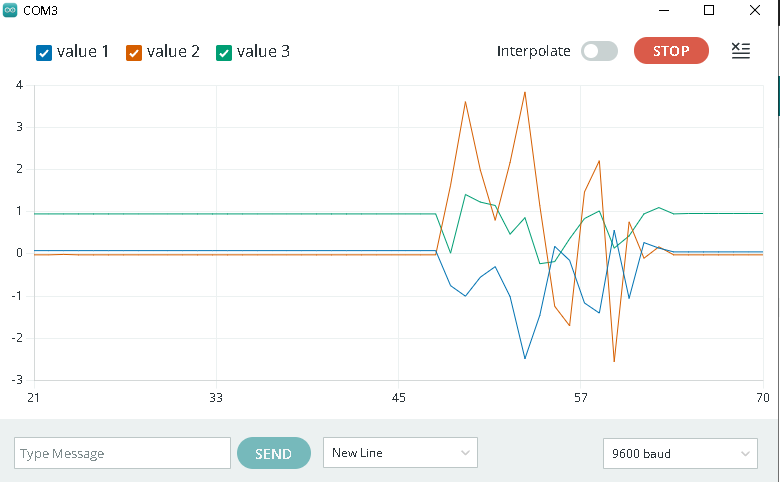 COM3
value 1 value 2 value 3 Interpolate STOP
4
3
2
1
0
-1
-2
-3
21 33 45 57 70
Type Message SEND New Line 9600 baud